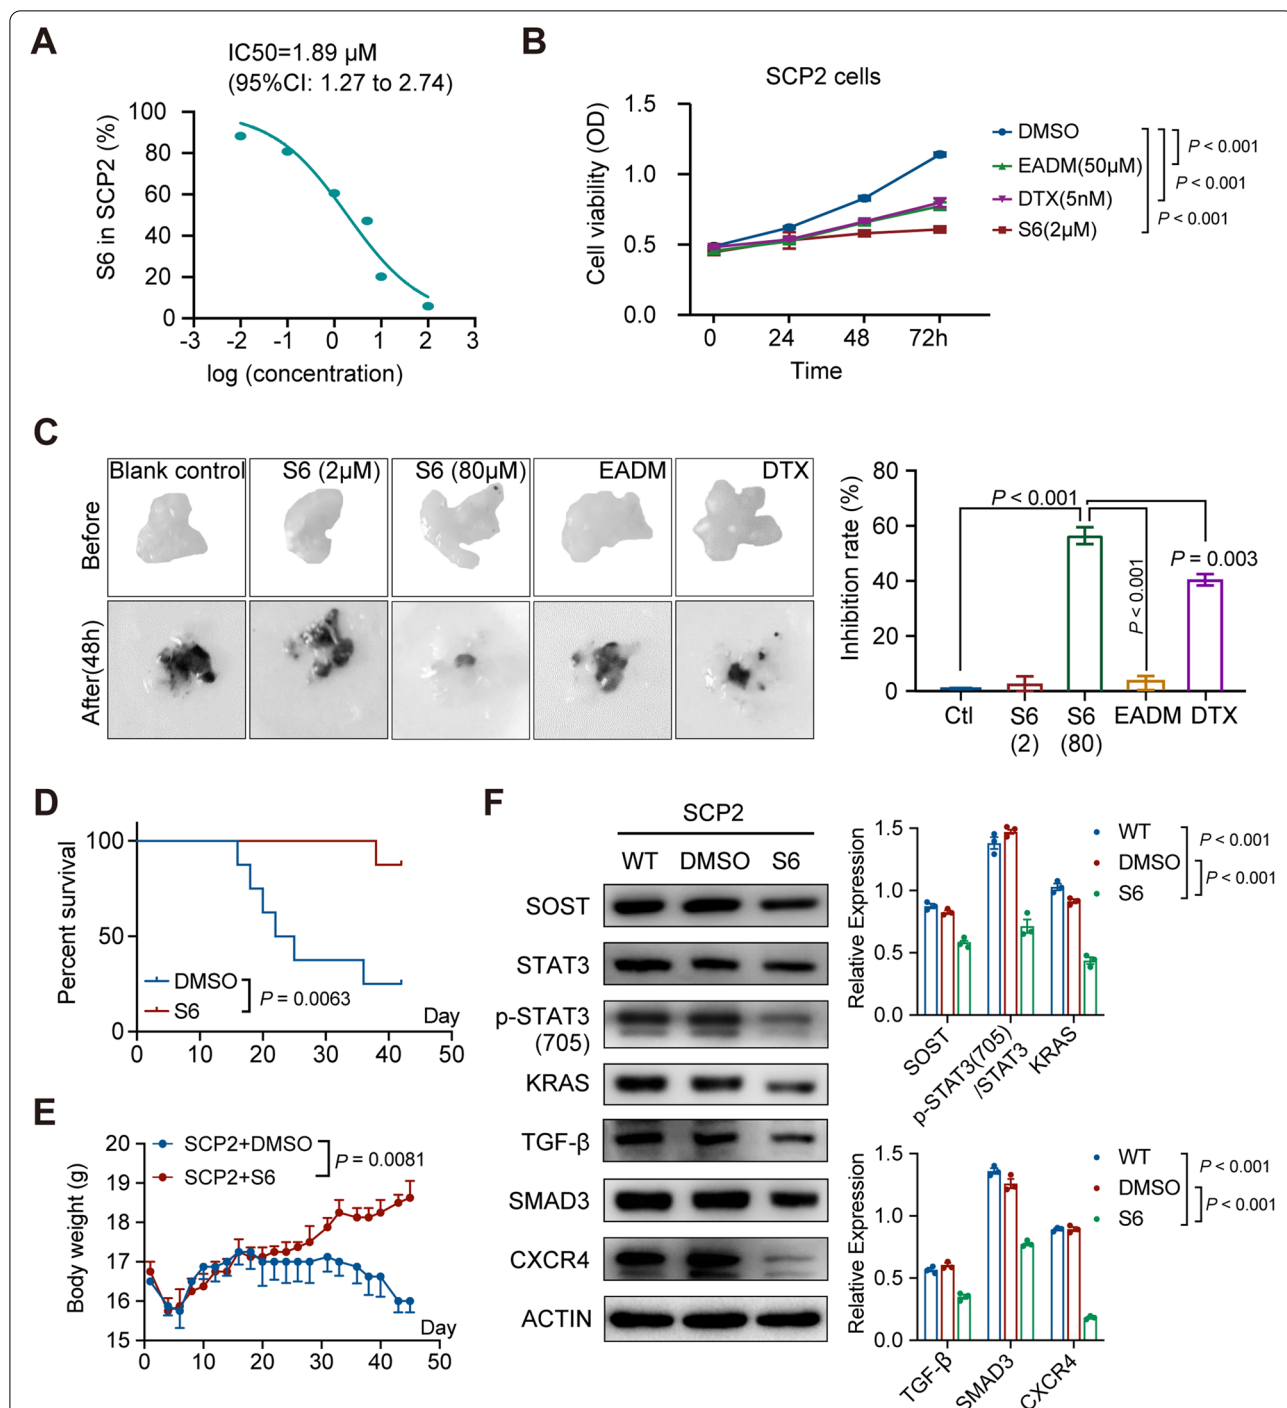 A
IC50=1.89 µM
(95%CI: 1.27 to 2.74)
S6 in SCP2 (%)
100
80
60
40
20
0
-3 -2 -1 0 1 2 3
log (concentration)
B
SCP2 cells
Cell viability (OD)
1.5
1.0
0.5
0.0
0 24 48 72h
Time
DMSO
EADM(50µM)
DTX(5nM)
S6(2µM)
P < 0.001
P < 0.001
P < 0.001
C
Blank control S6 (2µM) S6 (80µM) EADM DTX
Before
After(48h)
Inhibition rate (%)
80
60
40
20
0
P < 0.001
P < 0.001
P = 0.003
Ctl S6 S6 EADM DTX
(2) (80)
D
Percent survival
100
50
0
DMSO
S6
P = 0.0063
Day
0 10 20 30 40 50
E
Body weight (g)
20
19
18
17
16
15
SCP2+DMSO
SCP2+S6
P = 0.0081
Day
0 10 20 30 40 50
F
SCP2
WT DMSO S6
SOST
STAT3
p-STAT3
(705)
KRAS
TGF-β
SMAD3
CXCR4
ACTIN
Relative Expression
1.5
1.0
0.5
0.0
WT
DMSO
S6
P < 0.001
P < 0.001
SOST
p-STAT3(705)
/STAT3
KRAS
Relative Expression
1.5
1.0
0.5
0.0
WT
DMSO
S6
P < 0.001
P < 0.001
TGF-β
SMAD3
CXCR4